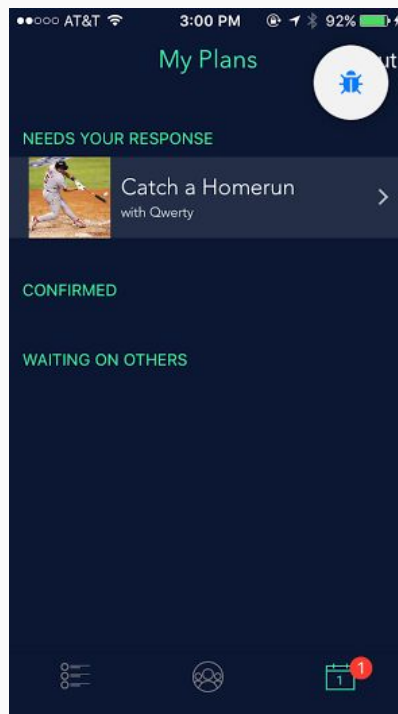 AT&T 3:00 PM 92%
My Plans
NEEDS YOUR RESPONSE
Catch a Homerun
with Qwerty
CONFIRMED
WAITING ON OTHERS
1
1